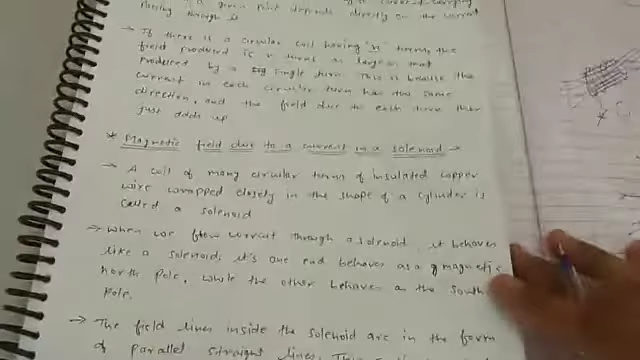 a given point depends directly on the current
passing through it
→ If there is a circular coil having "n" turns, the
field produced is n turns as large as that
produced by a single turn. This is because the
current in each circular turn has the same
direction, and the field due to each turn then
just adds up
* Magnetic field due to a current in a solenoid →
→ A coil of many circular turns of insulated copper
wire wrapped closely in the shape of a cylinder is
called a solenoid
→ When we flow current through a solenoid, it behaves
like a solenoid, it's one end behaves as a magnetic
north pole, while the other behaves as the South
Pole.
→ The field lines inside the solenoid are in the form
of parallel straight lines. This